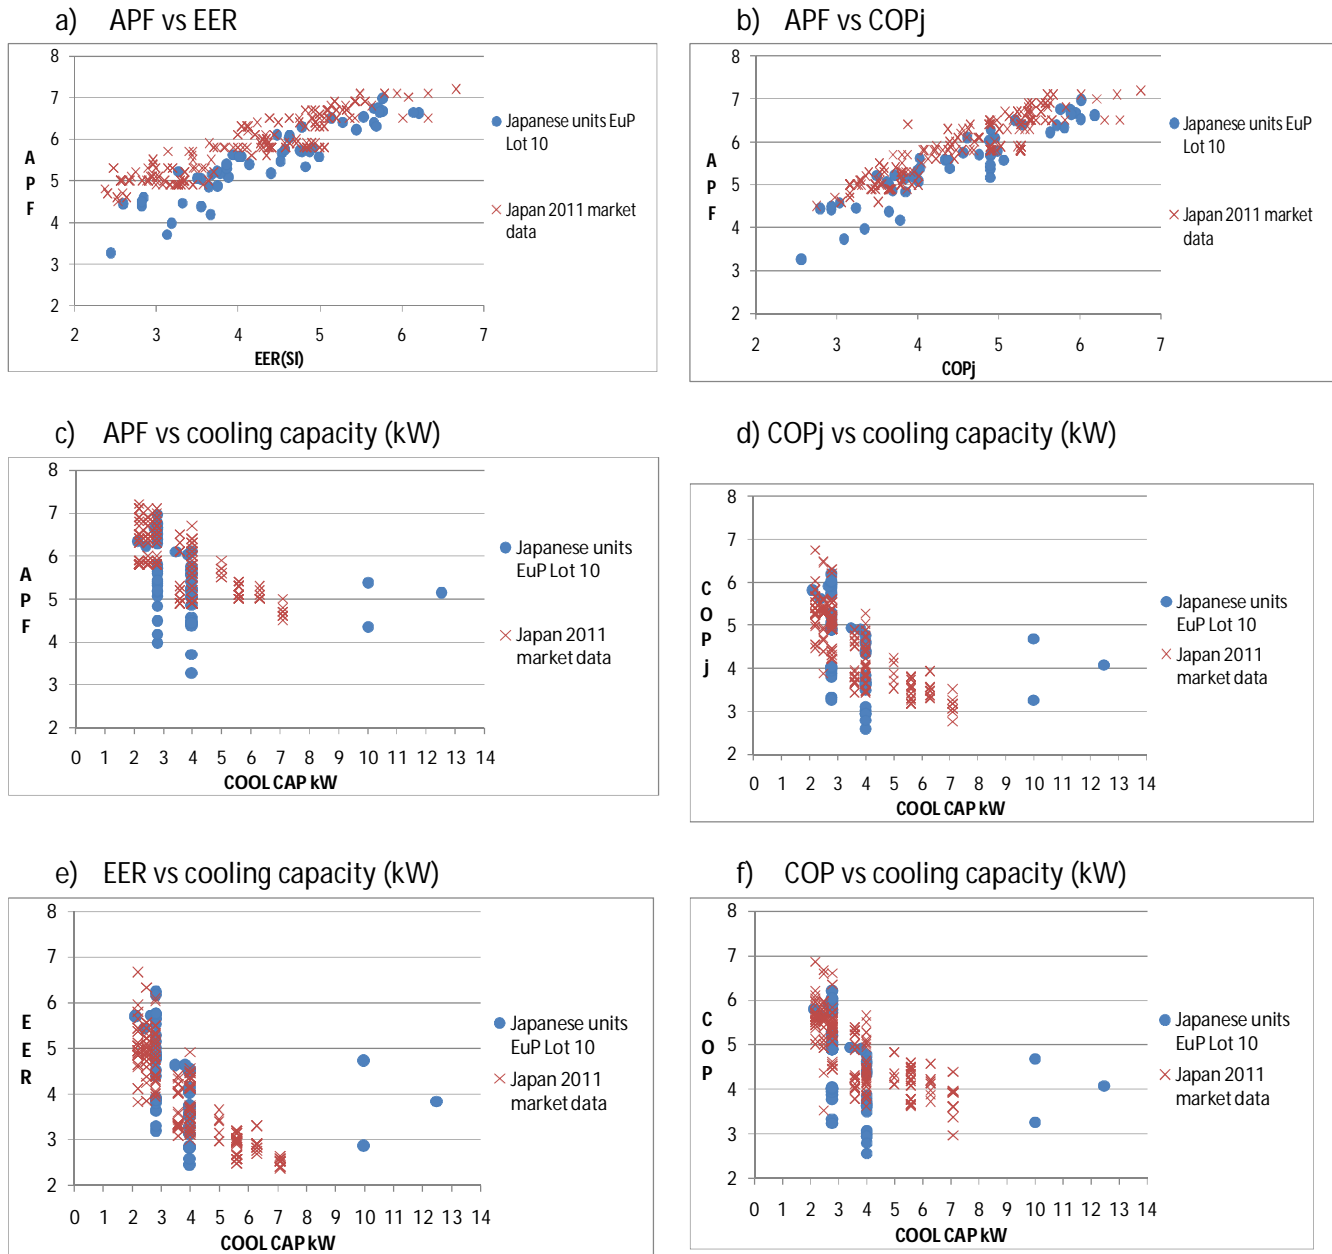 a) APF vs EER
8
7
6
5
4
3
2
APF
2 3 4 5 6 7
EER(SI)
Japanese units EuP
Lot 10
Japan 2011 market
data
b) APF vs COPj
8
7
6
5
4
3
2
APF
2 3 4 5 6 7
COPj
Japanese units EuP
Lot 10
Japan 2011 market
data
c) APF vs cooling capacity (kW)
8
7
6
5
4
3
2
APF
0 1 2 3 4 5 6 7 8 9 10 11 12 13 14
COOL CAP kW
Japanese units
EuP Lot 10
Japan 2011
market data
d) COPj vs cooling capacity (kW)
8
7
6
5
4
3
2
COPj
0 1 2 3 4 5 6 7 8 9 10 11 12 13 14
COOL CAP kW
Japanese units
EuP Lot 10
Japan 2011
market data
e) EER vs cooling capacity (kW)
8
7
6
5
4
3
2
EER
0 1 2 3 4 5 6 7 8 9 10 11 12 13 14
COOL CAP kW
Japanese units
EuP Lot 10
Japan 2011
market data
f) COP vs cooling capacity (kW)
8
7
6
5
4
3
2
COP
0 1 2 3 4 5 6 7 8 9 10 11 12 13 14
COOL CAP kW
Japanese units
EuP Lot 10
Japan 2011
market data